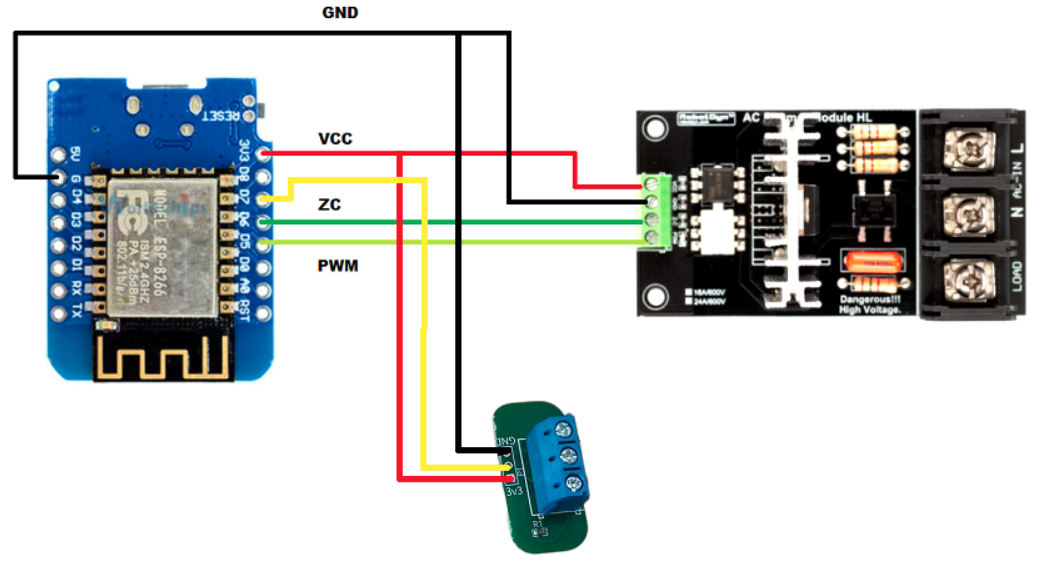 GND
VCC
ZC
PWM
RESET
5V
G
D4
D3
D2
D1
RX
TX
3V3
D8
D7
D6
D5
D0
A0
RST
MODEL ESP-8266
ISM 2.4GHZ
PA +25dBm
802.11b/g/n
FC
RobotDyn
AC
Module HL
16A/600V
24A/600V
Dangerous!!!
High Voltage.
L
AC-IN
N
LOAD
GND
3V3
R1